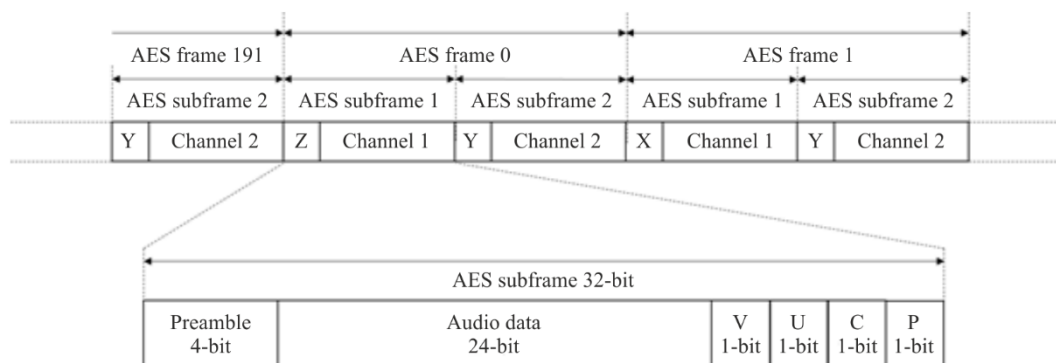 AES frame 191 AES frame 0 AES frame 1
AES subframe 2 AES subframe 1 AES subframe 2 AES subframe 1 AES subframe 2
Y Channel 2 Z Channel 1 Y Channel 2 X Channel 1 Y Channel 2
AES subframe 32-bit
Preamble Audio data V U C P
4-bit 24-bit 1-bit 1-bit 1-bit 1-bit